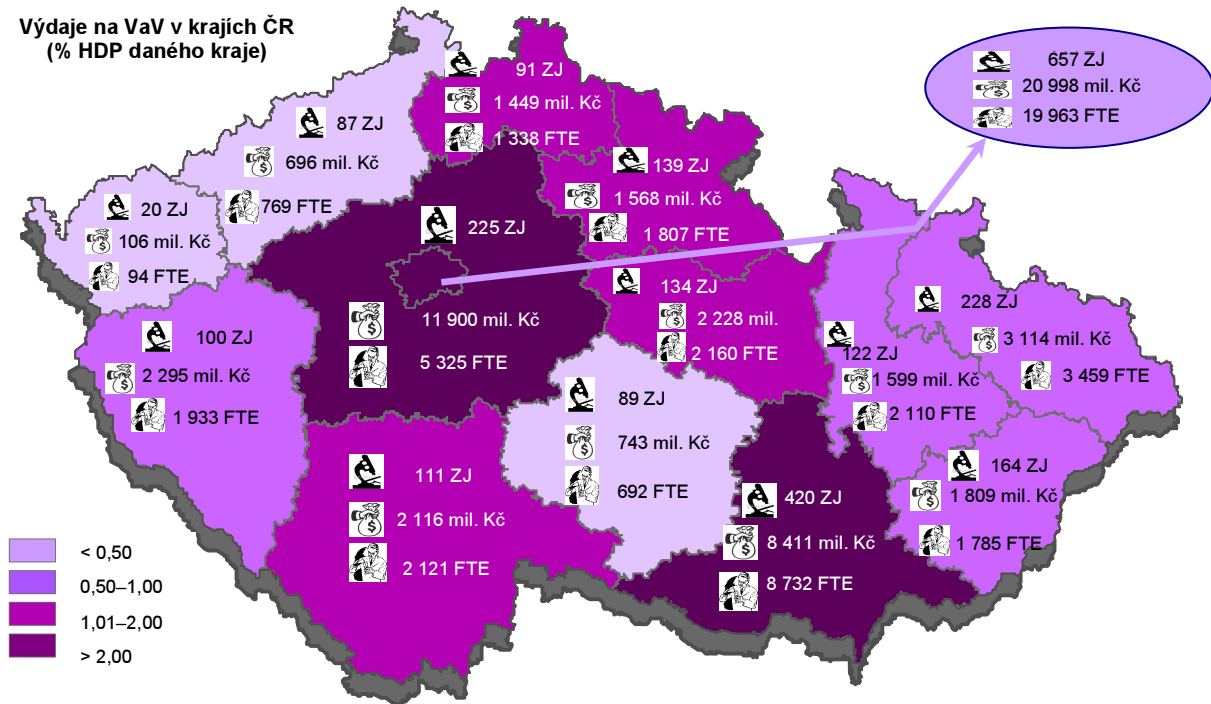 Výdaje na VaV v krajích ČR
(% HDP daného kraje)
657 ZJ
20 998 mil. Kč
19 963 FTE
91 ZJ
1 449 mil. Kč
1 338 FTE
87 ZJ
696 mil. Kč
769 FTE
139 ZJ
1 568 mil. Kč
1 807 FTE
20 ZJ
106 mil. Kč
94 FTE
225 ZJ
11 900 mil. Kč
5 325 FTE
134 ZJ
2 228 mil.
2 160 FTE
228 ZJ
3 114 mil. Kč
3 459 FTE
100 ZJ
2 295 mil. Kč
1 933 FTE
122 ZJ
1 599 mil. Kč
2 110 FTE
89 ZJ
743 mil. Kč
692 FTE
111 ZJ
2 116 mil. Kč
2 121 FTE
420 ZJ
8 411 mil. Kč
8 732 FTE
164 ZJ
1 809 mil. Kč
1 785 FTE
< 0,50
0,50–1,00
1,01–2,00
> 2,00